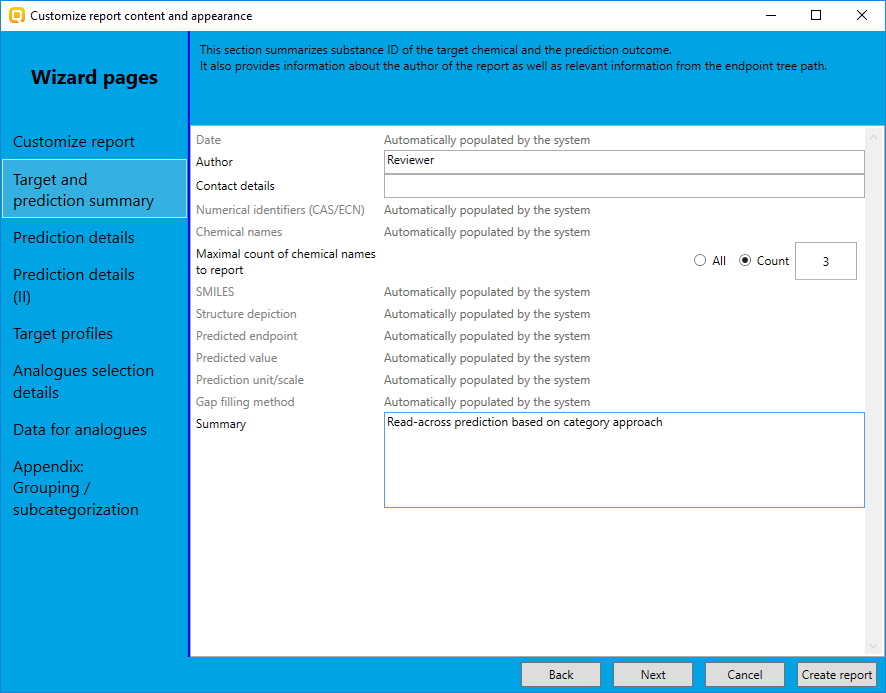 Customize report content and appearance
Wizard pages
Customize report
Target and
prediction summary
Prediction details
Prediction details
(II)
Target profiles
Analogues selection
details
Data for analogues
Appendix:
Grouping /
subcategorization
This section summarizes substance ID of the target chemical and the prediction outcome.
It also provides information about the author of the report as well as relevant information from the endpoint tree path.
Date Automatically populated by the system
Author Reviewer
Contact details
Numerical identifiers (CAS/ECN) Automatically populated by the system
Chemical names Automatically populated by the system
Maximal count of chemical names
to report
All Count 3
SMILES Automatically populated by the system
Structure depiction Automatically populated by the system
Predicted endpoint Automatically populated by the system
Predicted value Automatically populated by the system
Prediction unit/scale Automatically populated by the system
Gap filling method Automatically populated by the system
Summary Read-across prediction based on category approach
Back Next Cancel Create report